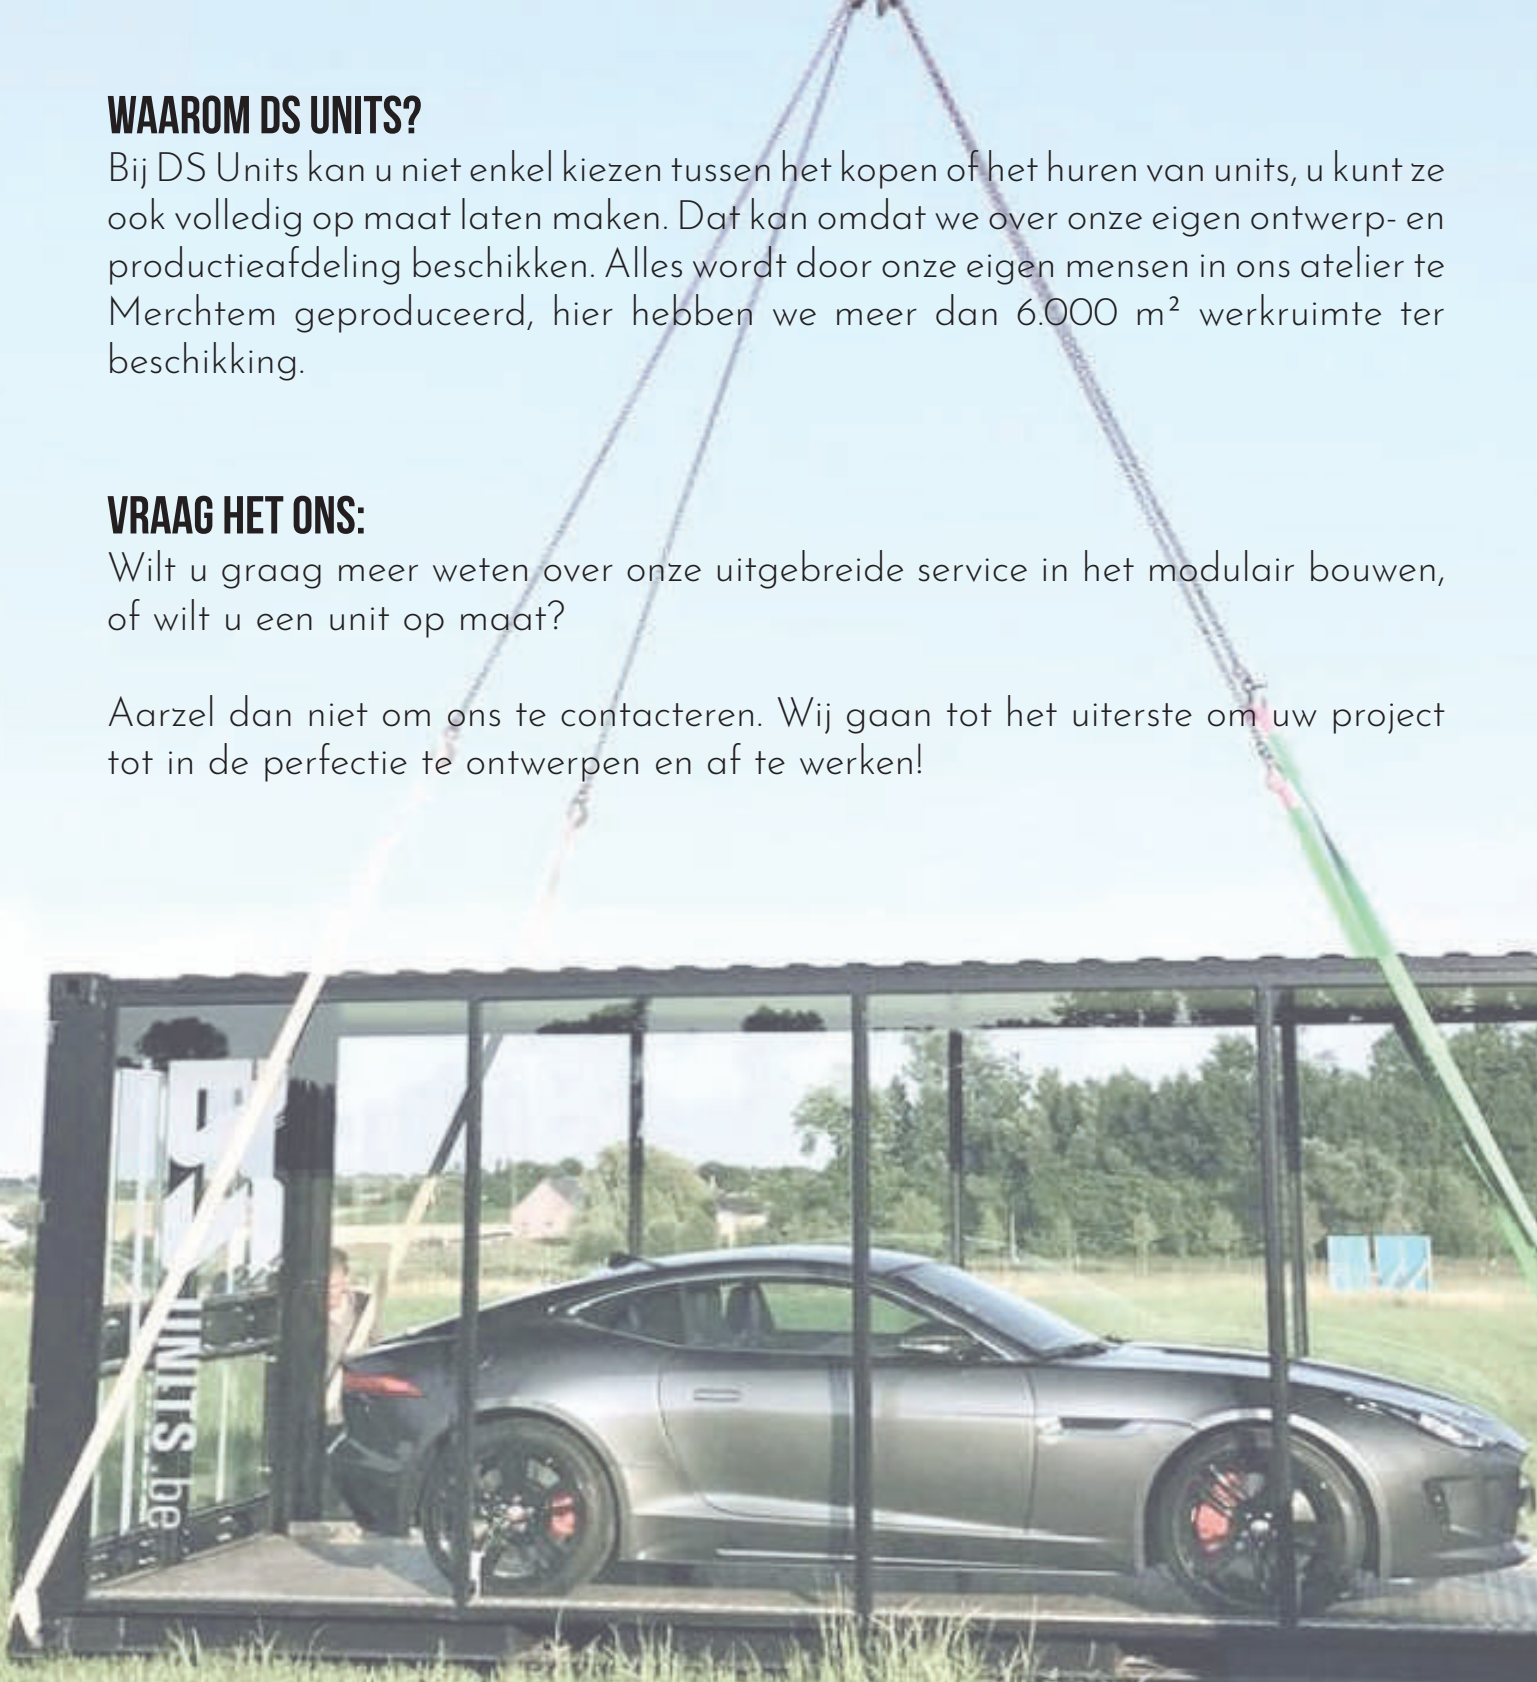 WAAROM DS UNITS?
Bij DS Units kan u niet enkel kiezen tussen het kopen of het huren van units, u kunt ze
ook volledig op maat laten maken. Dat kan omdat we over onze eigen ontwerp- en
productieafdeling beschikken. Alles wordt door onze eigen mensen in ons atelier te
Merchtem geproduceerd, hier hebben we meer dan 6.000 m² werkruimte ter
beschikking.
VRAAG HET ONS:
Wilt u graag meer weten over onze uitgebreide service in het modulair bouwen,
of wilt u een unit op maat?
Aarzel dan niet om ons te contacteren. Wij gaan tot het uiterste om uw project
tot in de perfectie te ontwerpen en af te werken!
DS
UNITS.be